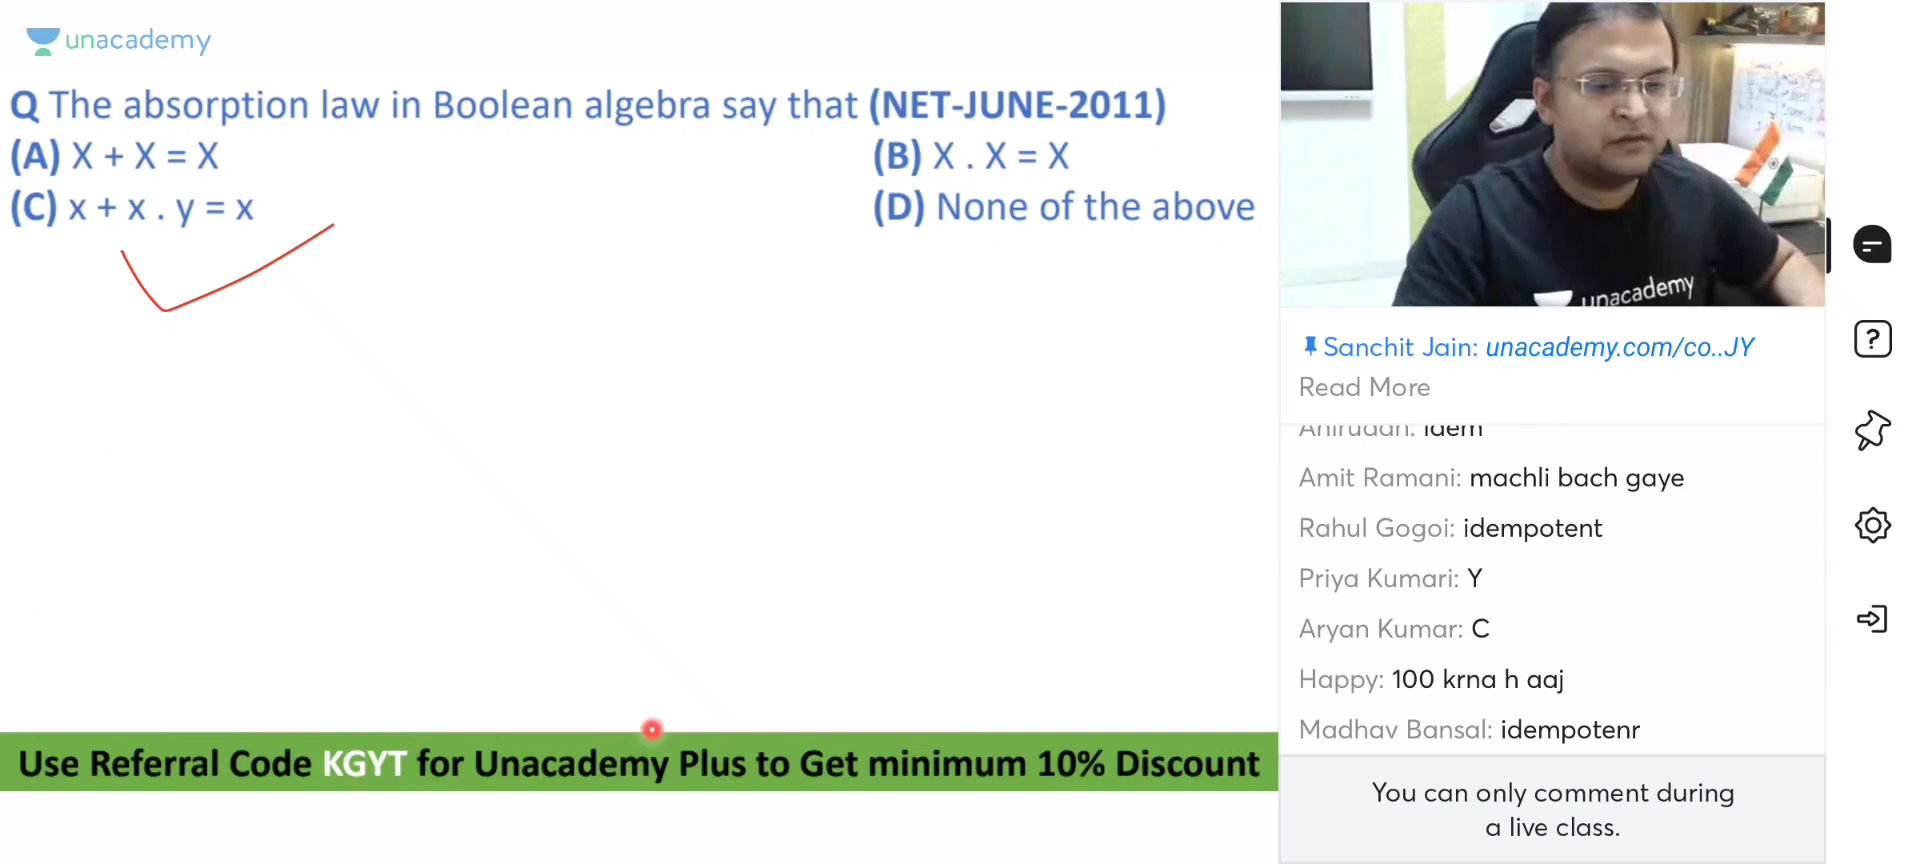 unacademy
Q The absorption law in Boolean algebra say that (NET-JUNE-2011)
(A) X + X = X
(B) X . X = X
(C) x + x . y = x
(D) None of the above
Use Referral Code KGYT for Unacademy Plus to Get minimum 10% Discount
unacademy
Sanchit Jain: unacademy.com/co..JY
Read More
Anirudah: idem
Amit Ramani: machli bach gaye
Rahul Gogoi: idempotent
Priya Kumari: Y
Aryan Kumar: C
Happy: 100 krna h aaj
Madhav Bansal: idempotenr
You can only comment during
a live class.
?